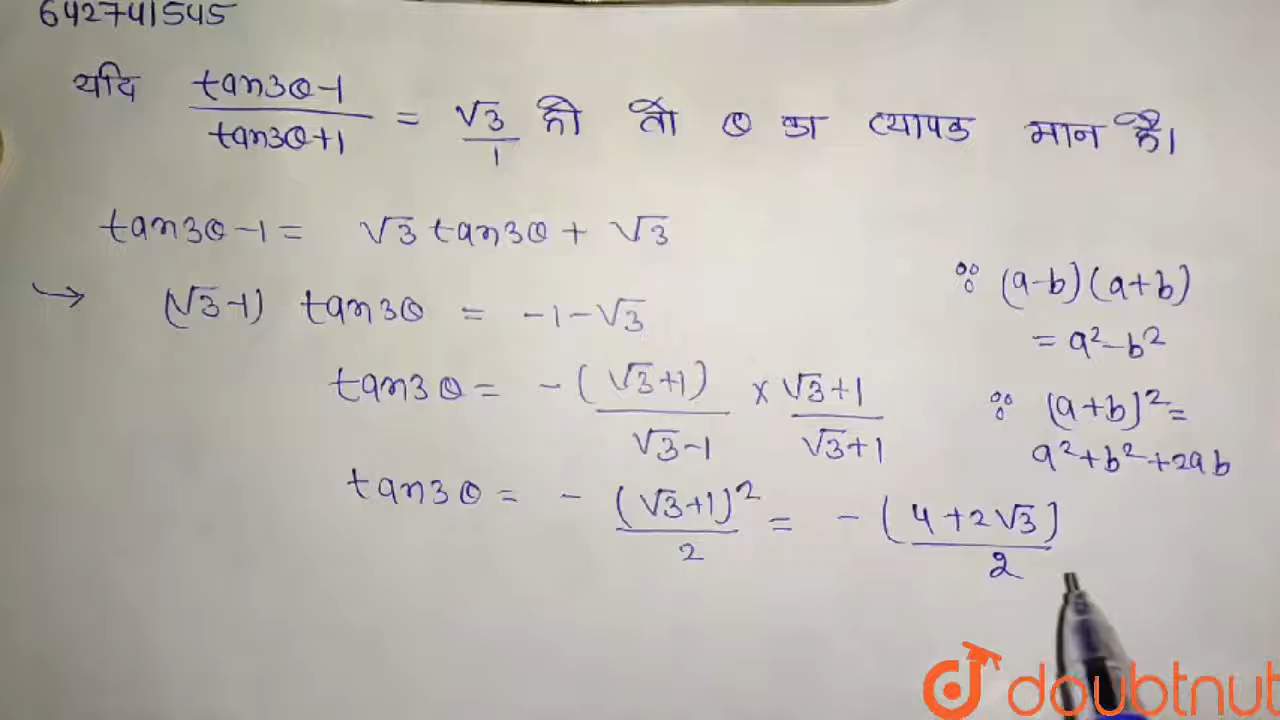 642741545
यदि tan3θ-1/tan3θ+1 = √3/1 हो तो θ का व्यापक मान है।
tan3θ-1 = √3 tan3θ + √3
→ (√3-1) tan3θ = -1-√3
tan3θ = -(√3+1)/√3-1 × √3+1/√3+1
tan3θ = -(√3+1)²/2 = -(4+2√3)/2
∵ (a-b)(a+b)
= a²-b²
∵ (a+b)² =
a²+b²+2ab
doubtnut